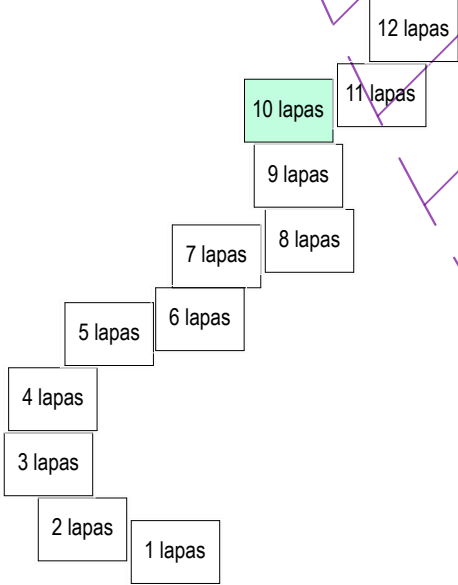 12 lapas
11 lapas
10 lapas
9 lapas
8 lapas
7 lapas
6 lapas
5 lapas
4 lapas
3 lapas
2 lapas
1 lapas